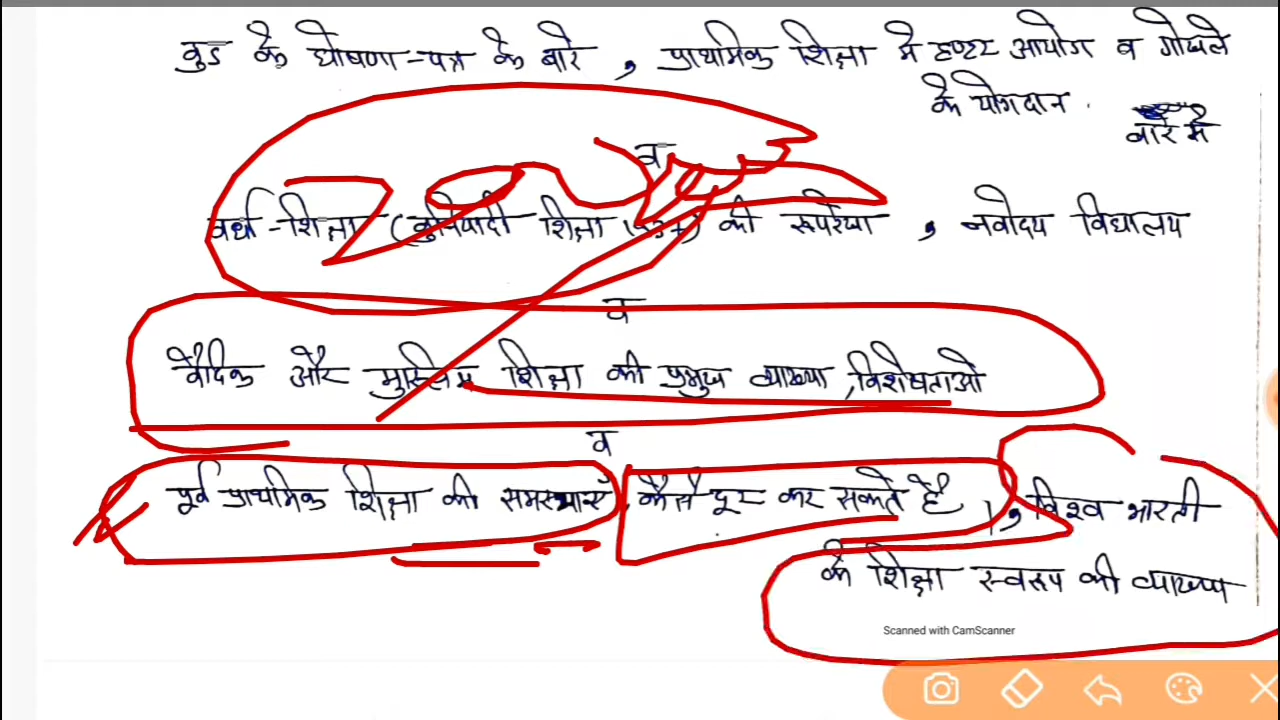 वुड के घोषणा-पत्र के बारे , प्राथमिक शिक्षा मे हण्टर आयोग व गोखले
के योगदान .
बारे मे
व
वर्धा-शिक्षा (बुनियादी शिक्षा की रूपरेखा , नवोदय विद्यालय
व
वैदिक और मुस्लिम शिक्षा की प्रमुख व्याख्या ,विशेषताओ
व
पूर्व प्राथमिक शिक्षा की समस्याएं कैसे दूर कर सकते है , विश्व भारती
के शिक्षा स्वरूप की व्याख्या
Scanned with CamScanner